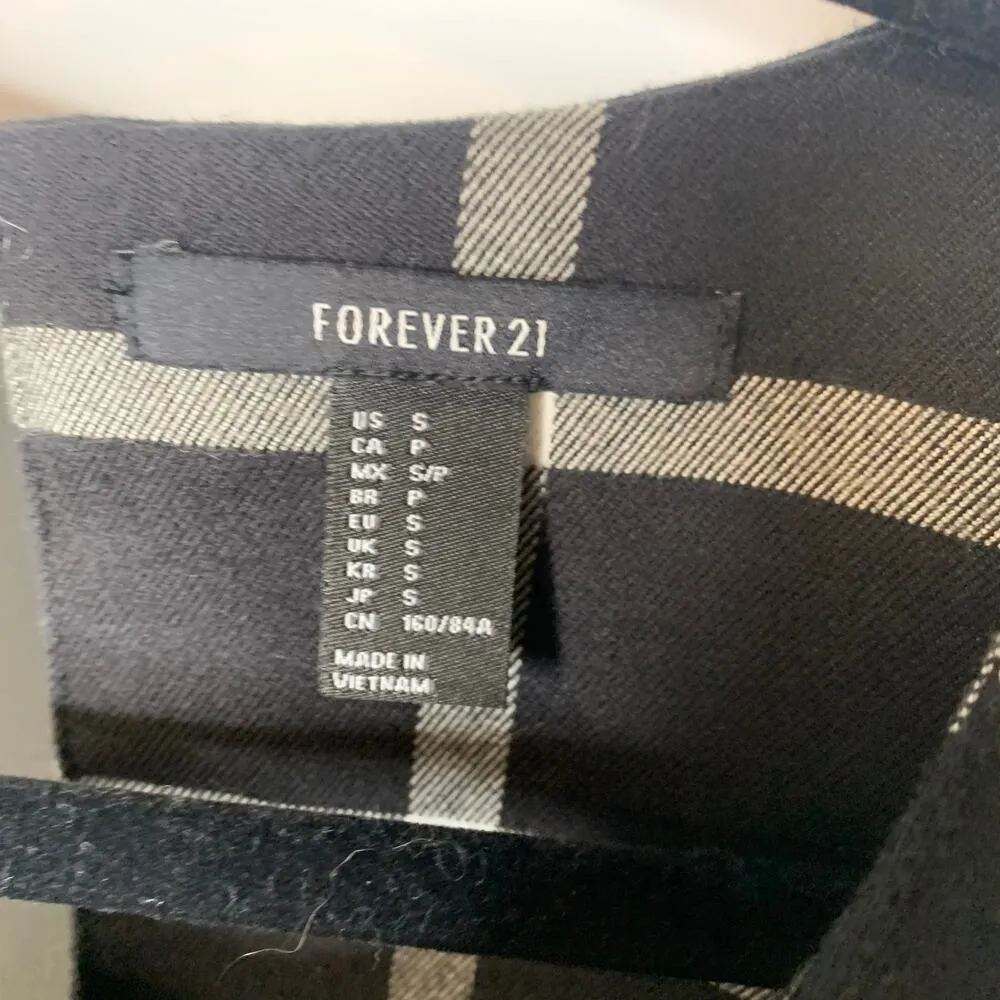 FOREVER 21
US S
CA P
MX S/P
BR P
EU S
UK S
KR S
JP S
CN 160/84A
MADE IN
VIETNAM